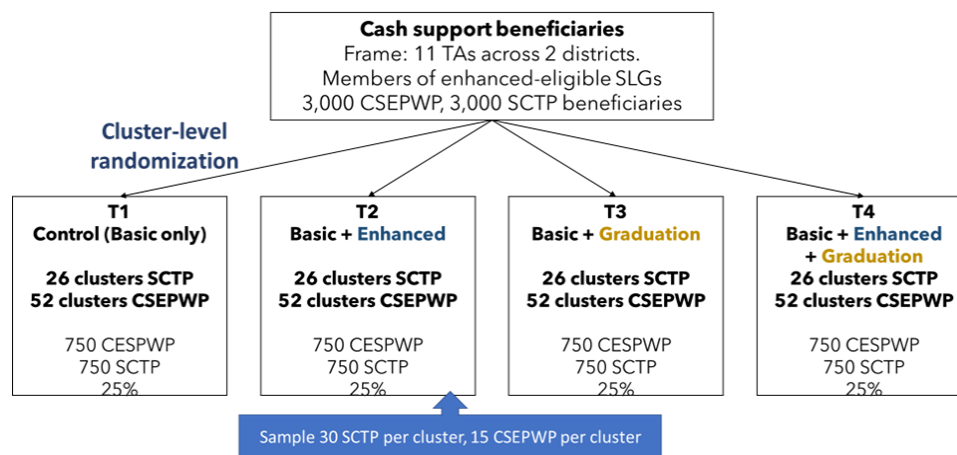 Cash support beneficiaries
Frame: 11 TAs across 2 districts.
Members of enhanced-eligible SLGs
3,000 CSEPWP, 3,000 SCTP beneficiaries
Cluster-level
randomization
T1
Control (Basic only)
26 clusters SCTP
52 clusters CSEPWP
750 CESPWP
750 SCTP
25%
T2
Basic + Enhanced
26 clusters SCTP
52 clusters CSEPWP
750 CESPWP
750 SCTP
25%
T3
Basic + Graduation
26 clusters SCTP
52 clusters CSEPWP
750 CESPWP
750 SCTP
25%
T4
Basic + Enhanced
+ Graduation
26 clusters SCTP
52 clusters CSEPWP
750 CESPWP
750 SCTP
25%
Sample 30 SCTP per cluster, 15 CSEPWP per cluster